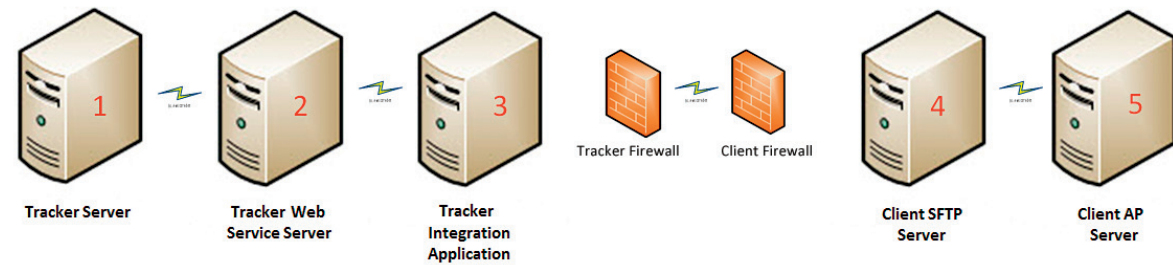 1
2
3
4
5
Tracker Firewall
Client Firewall
Tracker Server
Tracker Web
Service Server
Tracker
Integration
Application
Client SFTP
Server
Client AP
Server